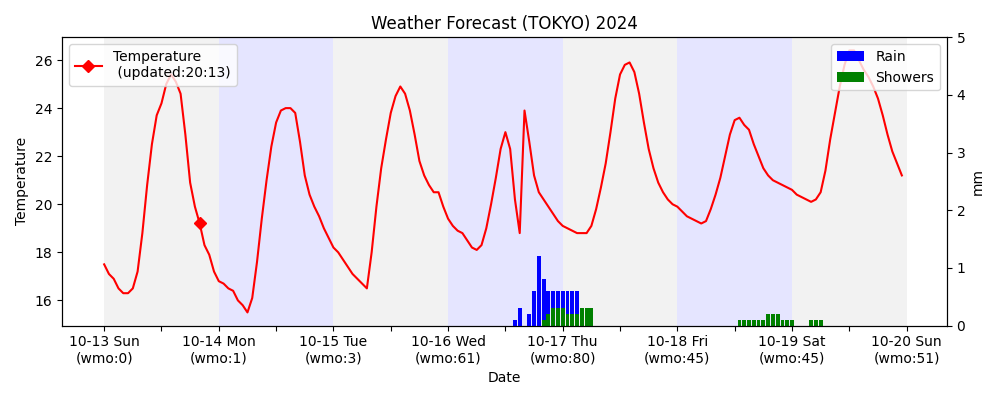 Weather Forecast (TOKYO) 2024
Temperature
(updated:20:13)
Rain
Showers
Temperature
26
24
22
20
18
16
5
4
3
2
1
0
mm
10-13 Sun
(wmo:0)
10-14 Mon
(wmo:1)
10-15 Tue
(wmo:3)
10-16 Wed
(wmo:61)
10-17 Thu
(wmo:80)
10-18 Fri
(wmo:45)
10-19 Sat
(wmo:45)
10-20 Sun
(wmo:51)
Date